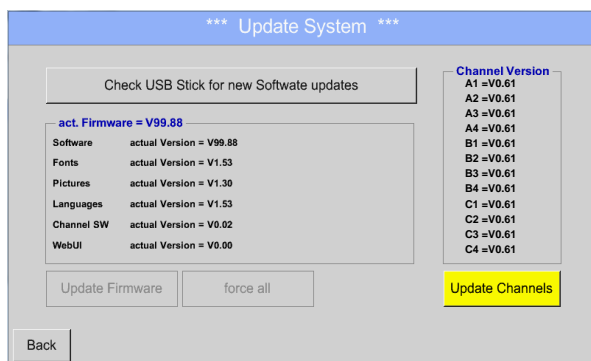 *** Update System ***
Check USB Stick for new Softwate updates
act. Firmware = V99.88
Software actual Version = V99.88
Fonts actual Version = V1.53
Pictures actual Version = V1.30
Languages actual Version = V1.53
Channel SW actual Version = V0.02
WebUI actual Version = V0.00
Update Firmware
force all
Channel Version
A1 =V0.61
A2 =V0.61
A3 =V0.61
A4 =V0.61
B1 =V0.61
B2 =V0.61
B3 =V0.61
B4 =V0.61
C1 =V0.61
C2 =V0.61
C3 =V0.61
C4 =V0.61
Update Channels
Back